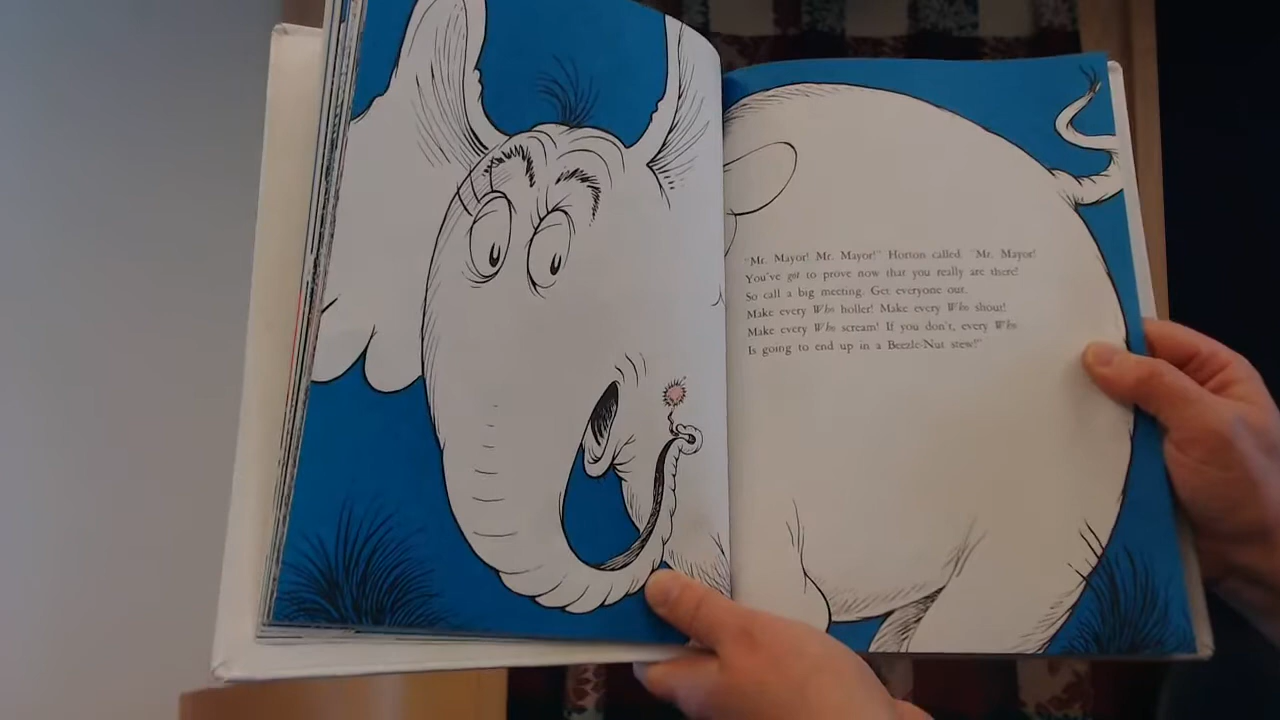 "Mr. Mayor! Mr. Mayor!" Horton called. "Mr. Mayor!
You've got to prove now that you really are there!
So call a big meeting. Get everyone out.
Make every Who holler! Make every Who shout!
Make every Who scream! If you don't, every Who
Is going to end up in a Beezle-Nut stew!"